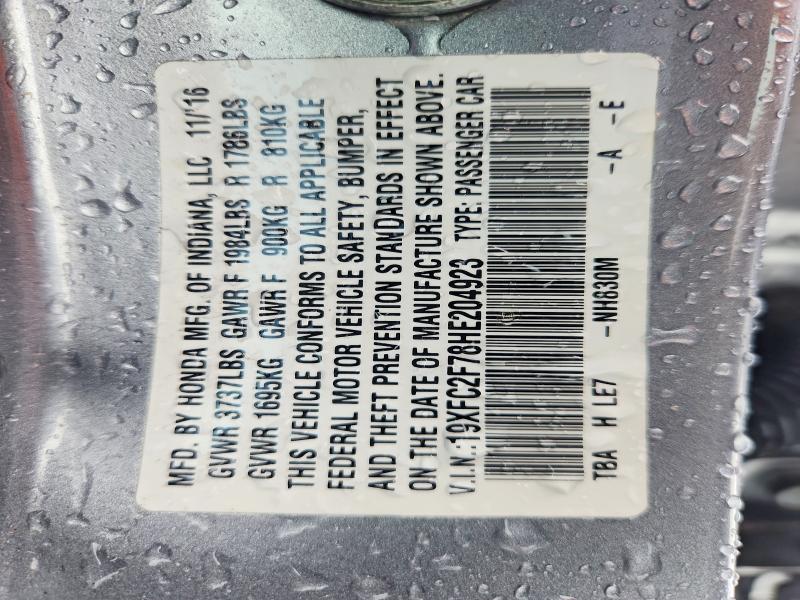 MFD. BY HONDA MFG. OF INDIANA, LLC 11/16
GVWR 3737LBS GAWR F 1984LBS R 1786LBS
GVWR 1695KG GAWR F 900KG R 810KG
THIS VEHICLE CONFORMS TO ALL APPLICABLE
FEDERAL MOTOR VEHICLE SAFETY, BUMPER,
AND THEFT PREVENTION STANDARDS IN EFFECT
ON THE DATE OF MANUFACTURE SHOWN ABOVE.
V.I.N.:19XFC2F78HE204923 TYPE: PASSENGER CAR
TBA H LE7 -NH830M -A -E